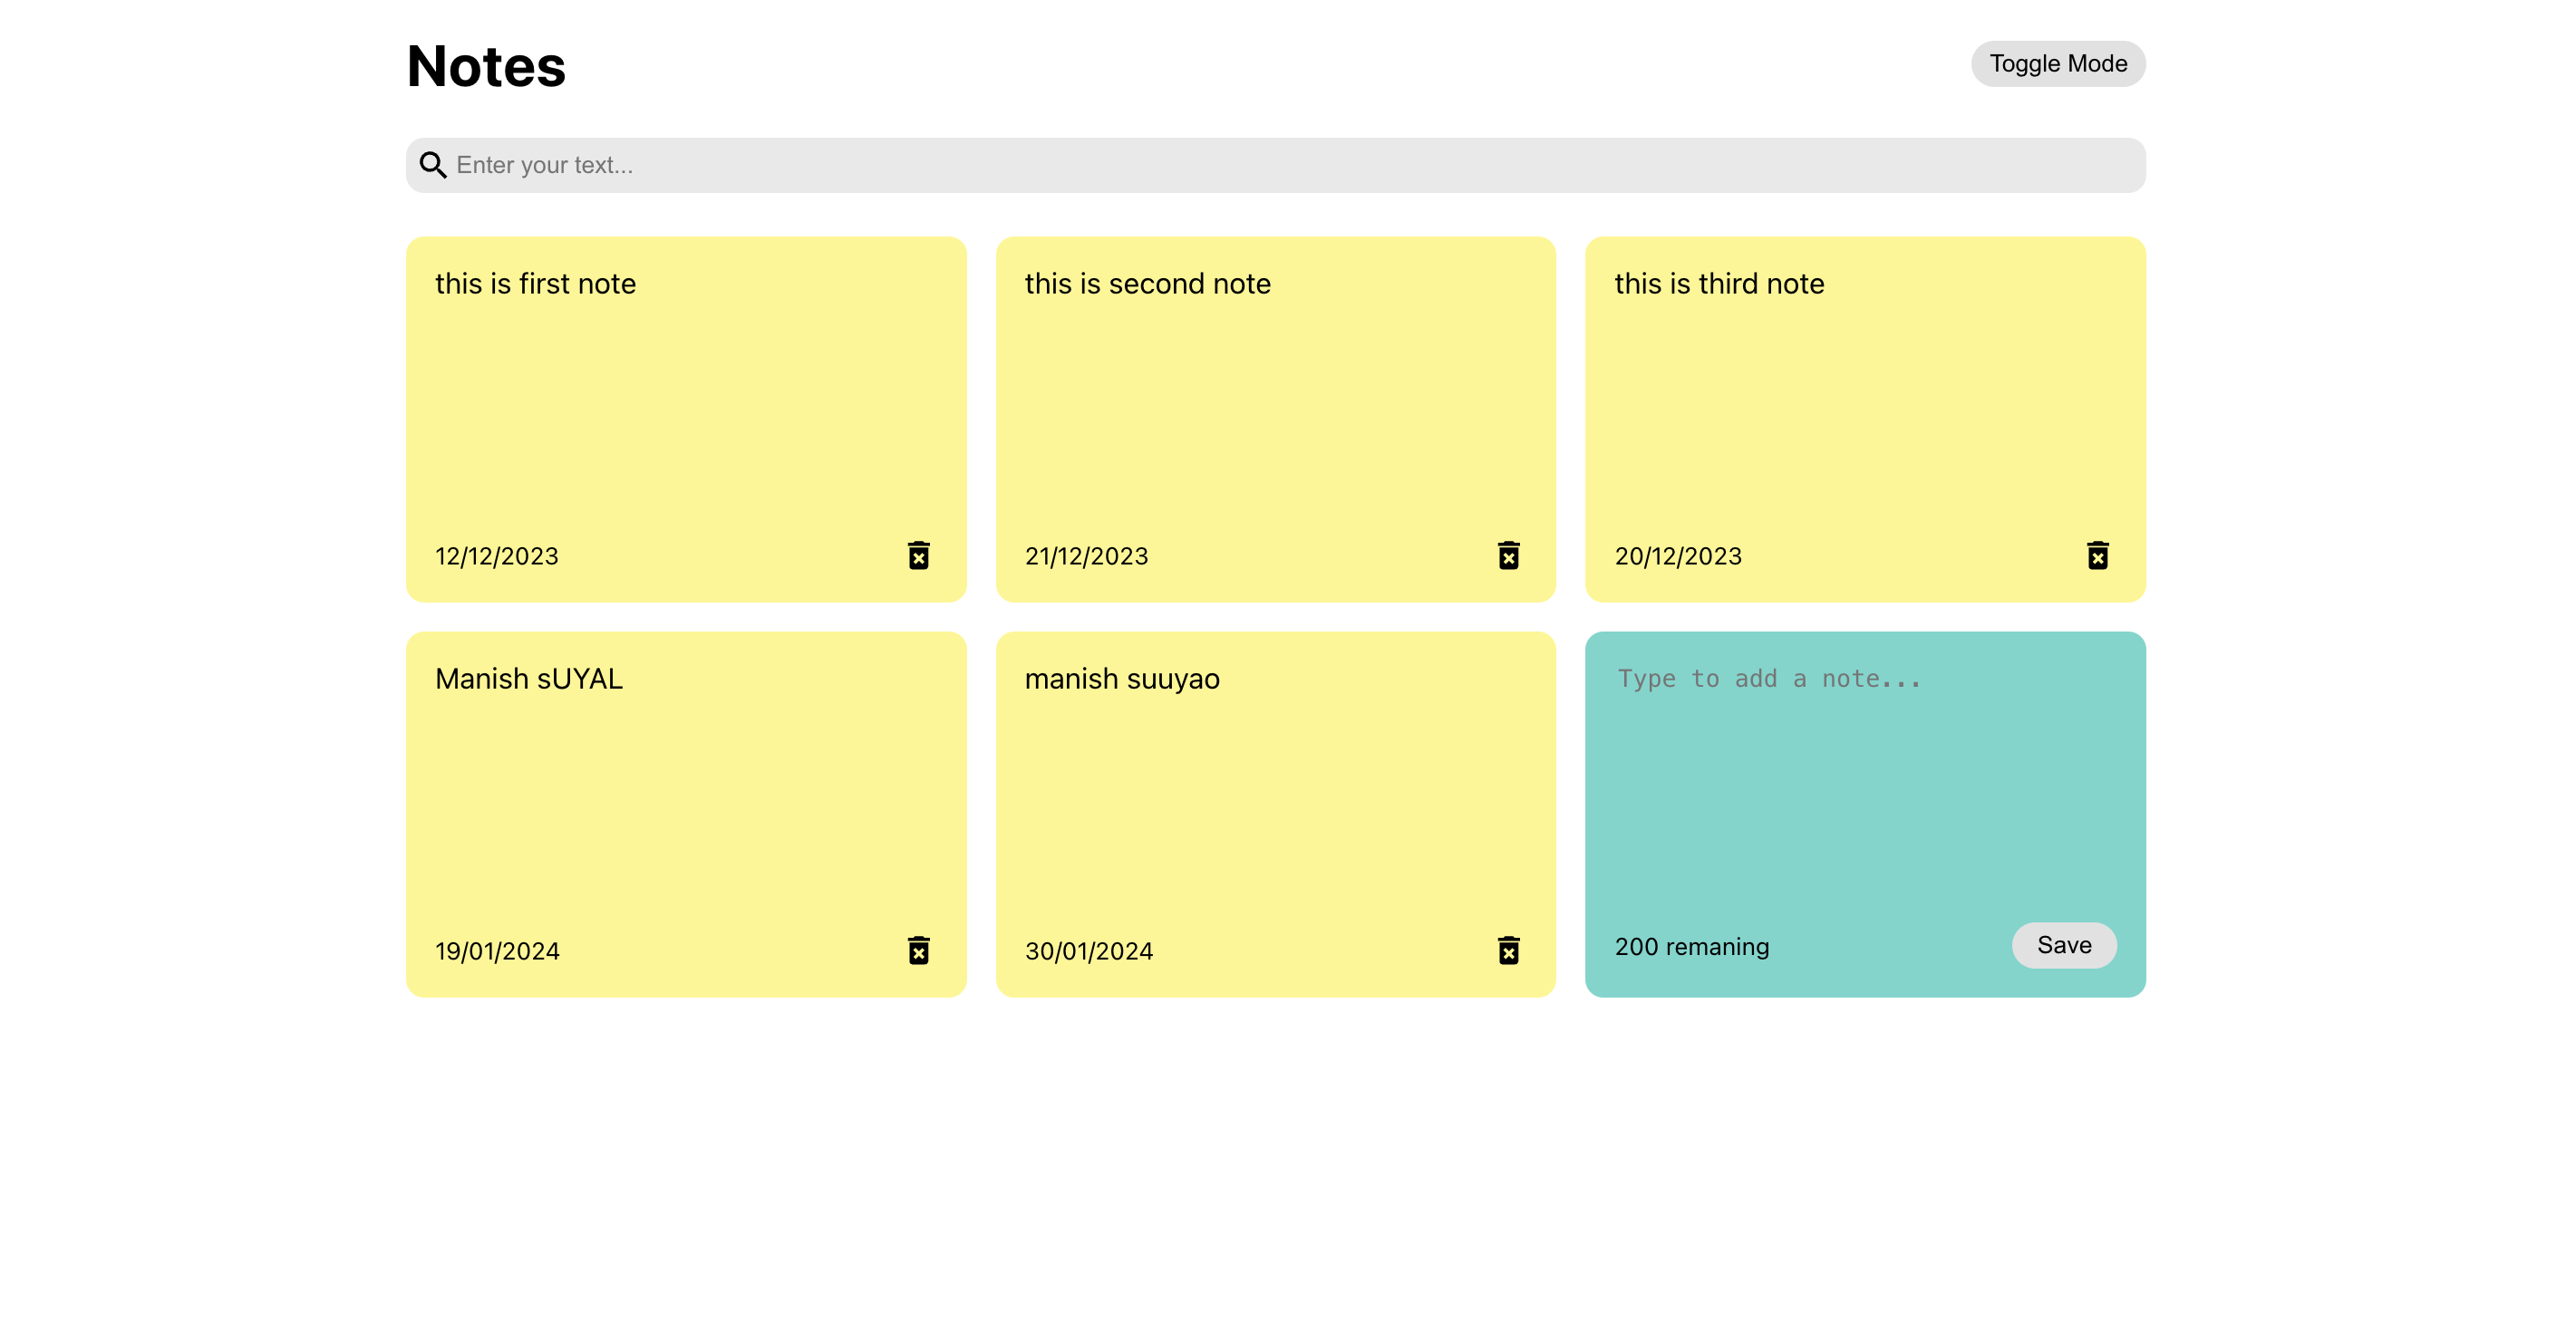 Notes
Toggle Mode
Enter your text...
this is first note
this is second note
this is third note
12/12/2023
21/12/2023
20/12/2023
Manish sUYAL
manish suuyao
Type to add a note...
19/01/2024
30/01/2024
200 remaning
Save